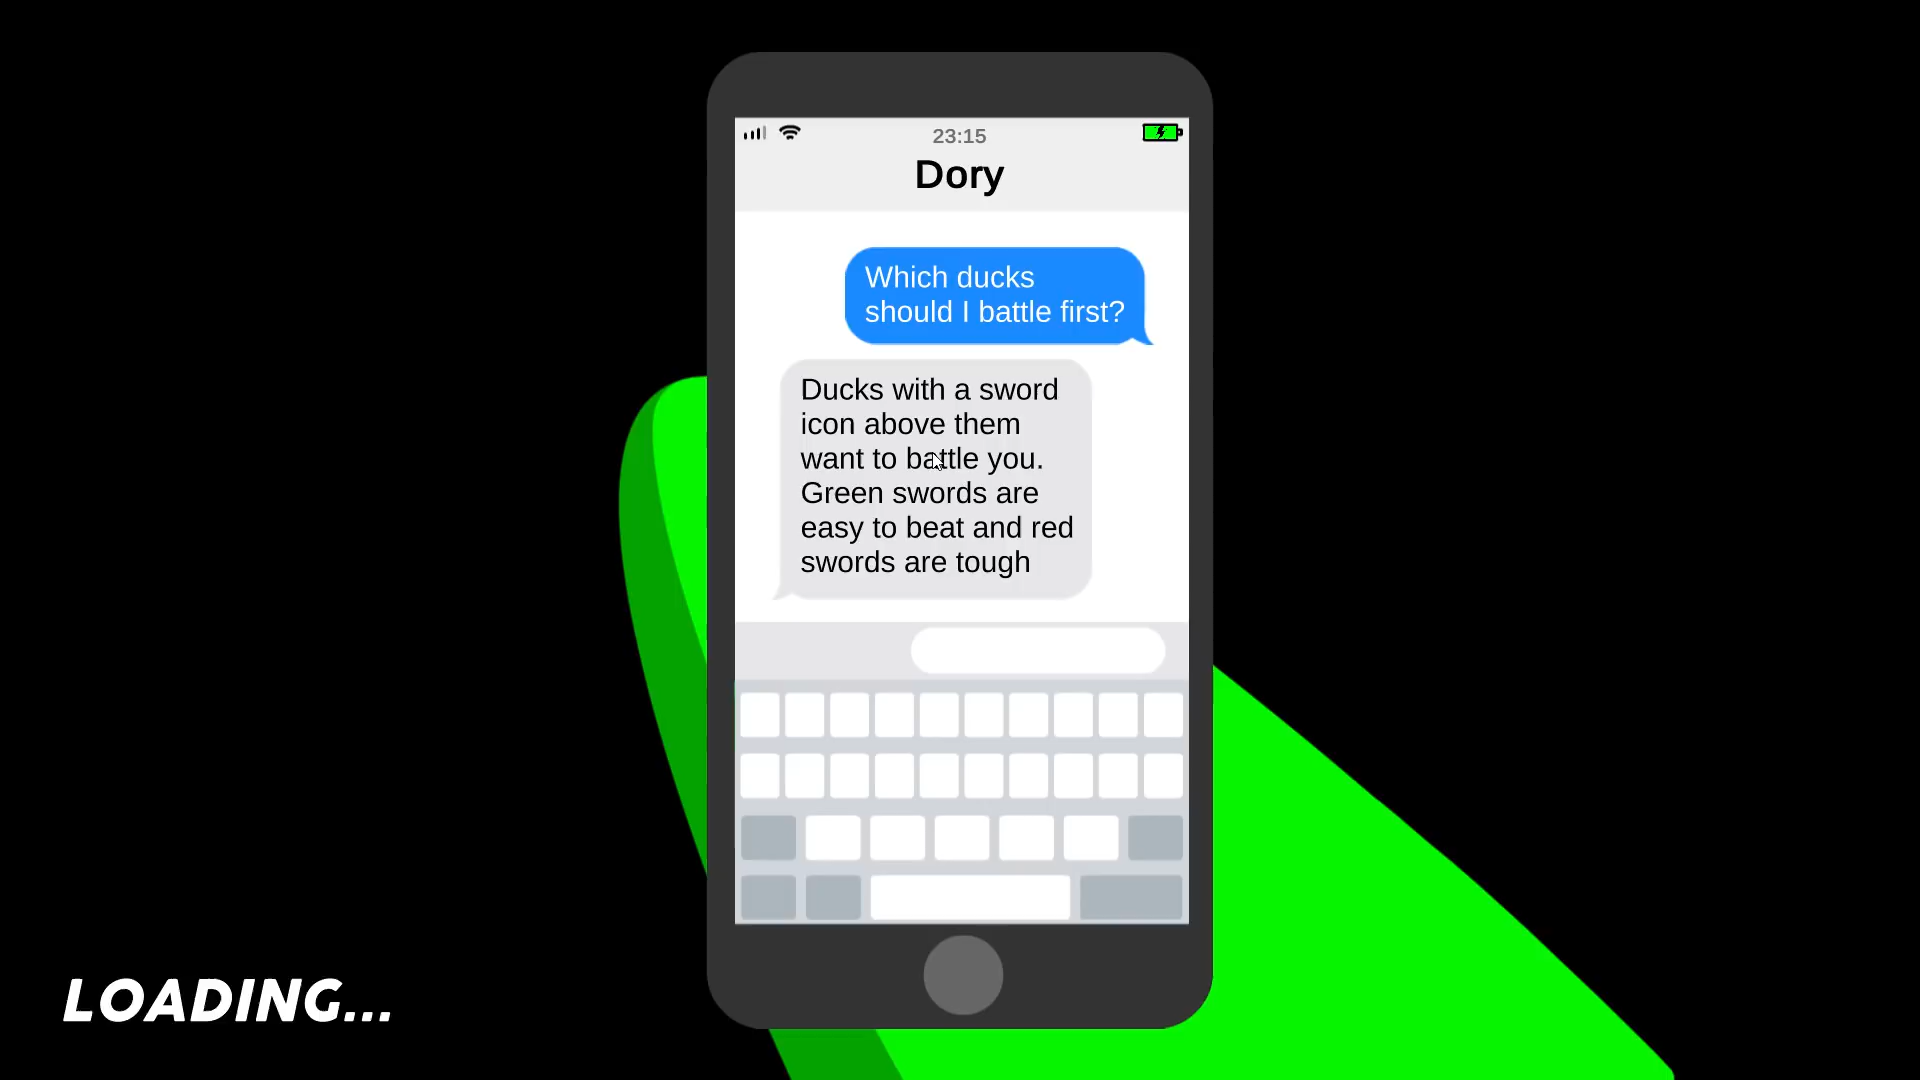 23:15
Dory
Which ducks
should I battle first?
Ducks with a sword
icon above them
want to battle you.
Green swords are
easy to beat and red
swords are tough
LOADING...